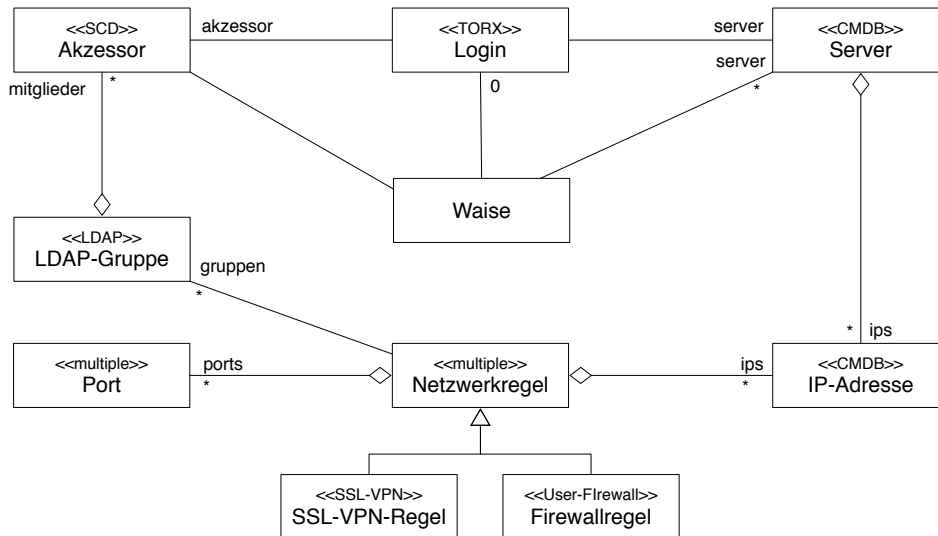 <<SCD>>
Akzessor
akzessor
<<TORX>>
Login
server
<<CMDB>>
Server
server
mitglieder
*
0
*
Waise
<<LDAP>>
LDAP-Gruppe
gruppen
*
* ips
<<multiple>>
Port
ports
*
<<multiple>>
Netzwerkregel
ips
*
<<CMDB>>
IP-Adresse
<<SSL-VPN>>
SSL-VPN-Regel
<<User-FIrewall>>
Firewallregel